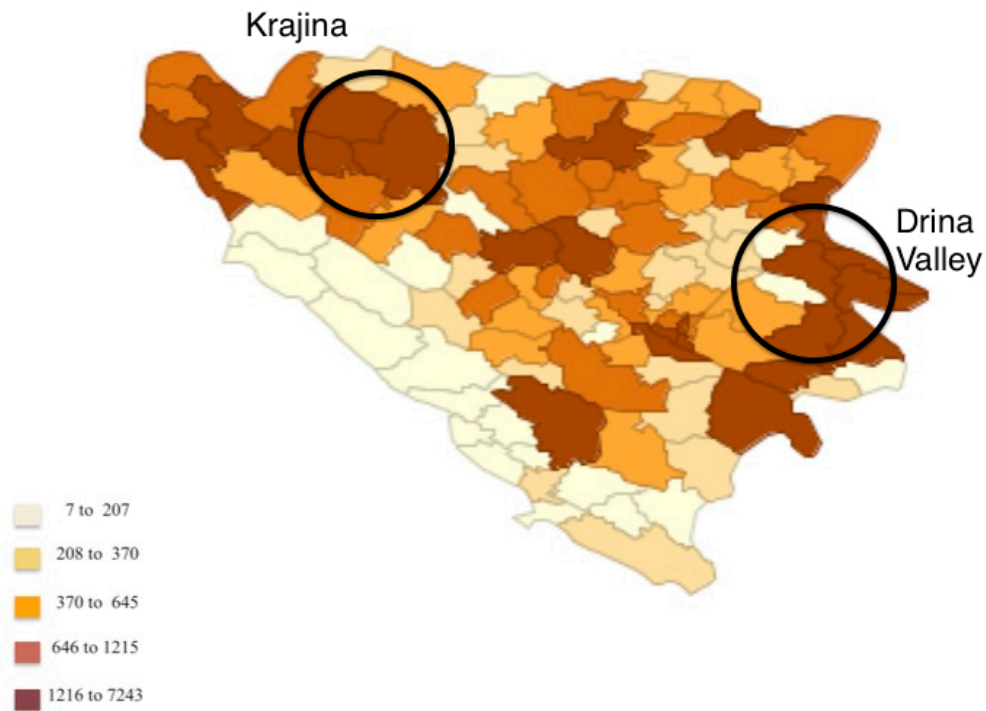 Krajina
Drina
Valley
7 to 207
208 to 370
370 to 645
646 to 1215
1216 to 7243